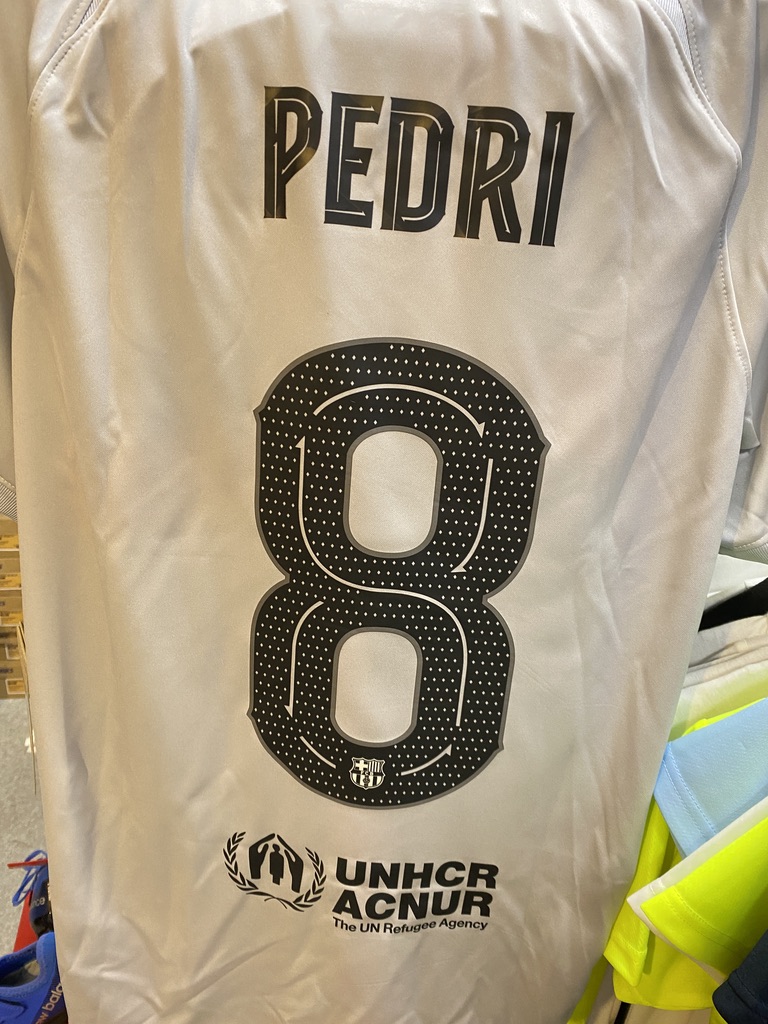 PEDRI
8
UNHCR
ACNUR
The UN Refugee Agency